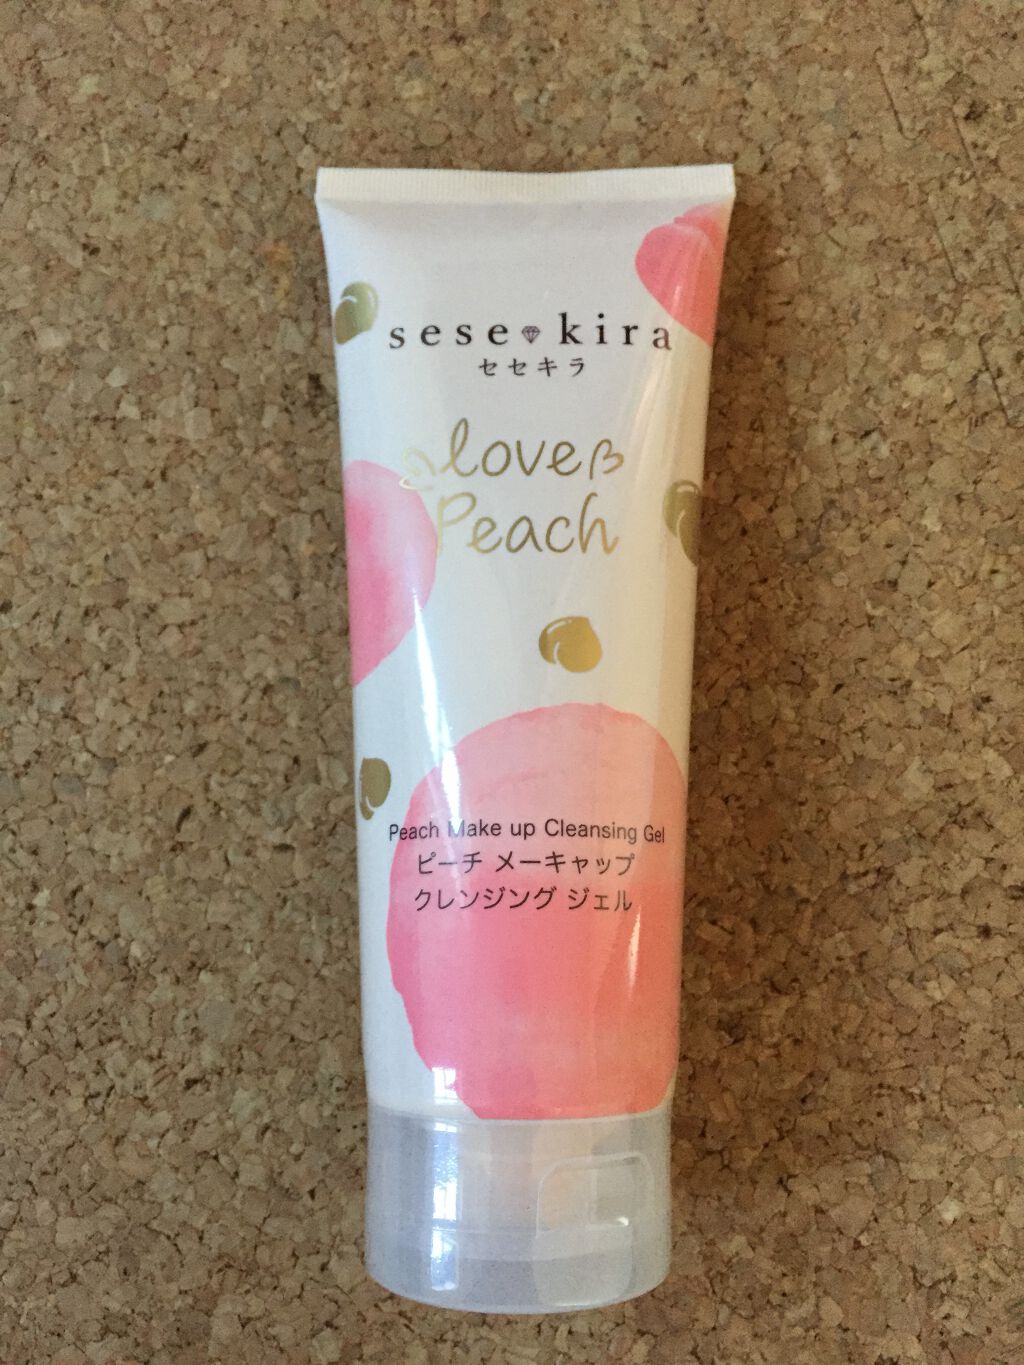 sese kira
セセキラ
love
Peach
Peach Make up Cleansing Gel
ピーチ メーキャップ
クレンジング ジェル